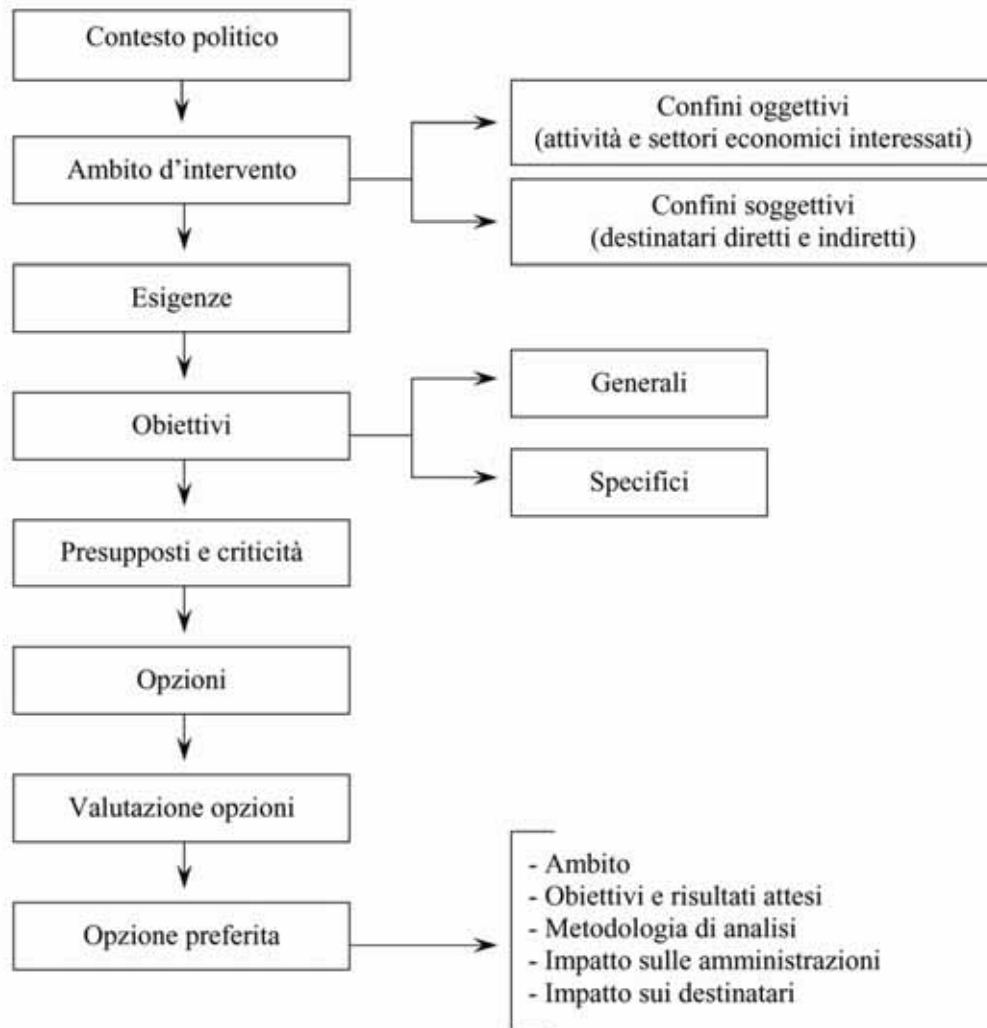 Contesto politico
Ambito d’intervento
Confini oggettivi
(attività e settori economici interessati)
Confini soggettivi
(destinatari diretti e indiretti)
Esigenze
Obiettivi
Generali
Specifici
Presupposti e criticità
Opzioni
Valutazione opzioni
Opzione preferita
- Ambito
- Obiettivi e risultati attesi
- Metodologia di analisi
- Impatto sulle amministrazioni
- Impatto sui destinatari